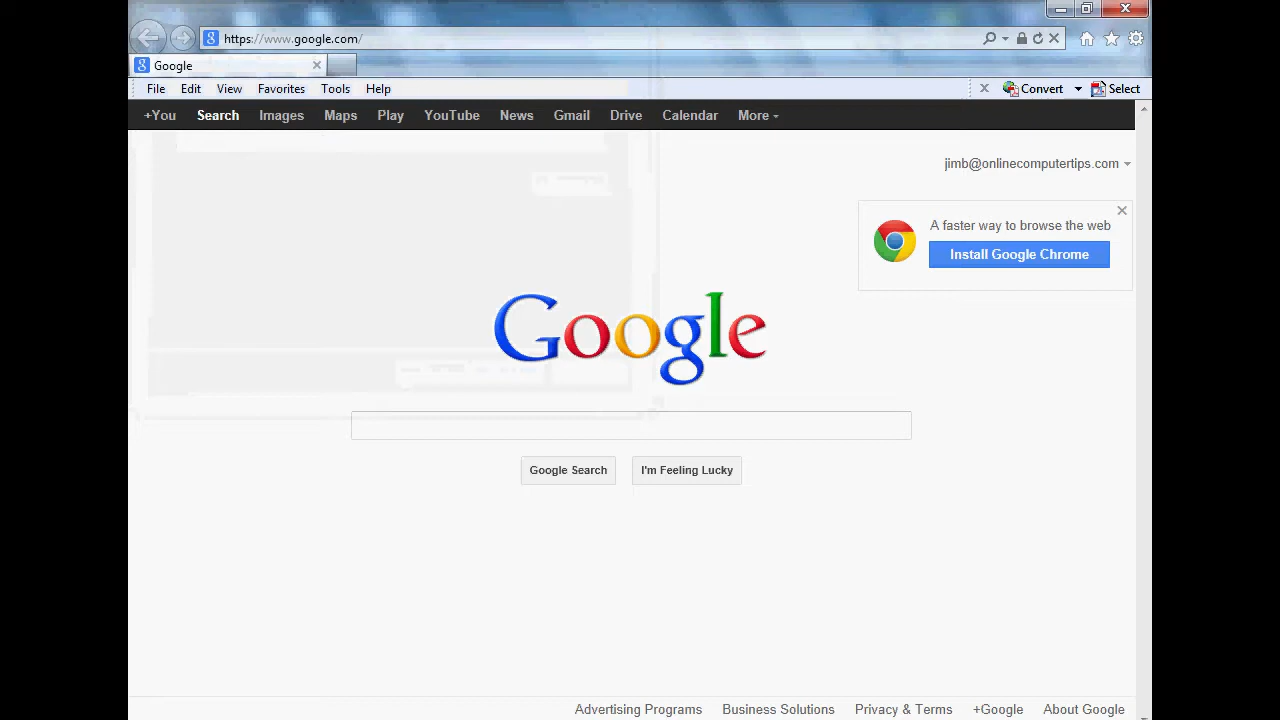 https://www.google.com/
Google
File Edit View Favorites Tools Help
Convert Select
+You Search Images Maps Play YouTube News Gmail Drive Calendar More
jimb@onlinecomputertips.com
A faster way to browse the web
Install Google Chrome
Google
Google Search I'm Feeling Lucky
Advertising Programs Business Solutions Privacy & Terms +Google About Google